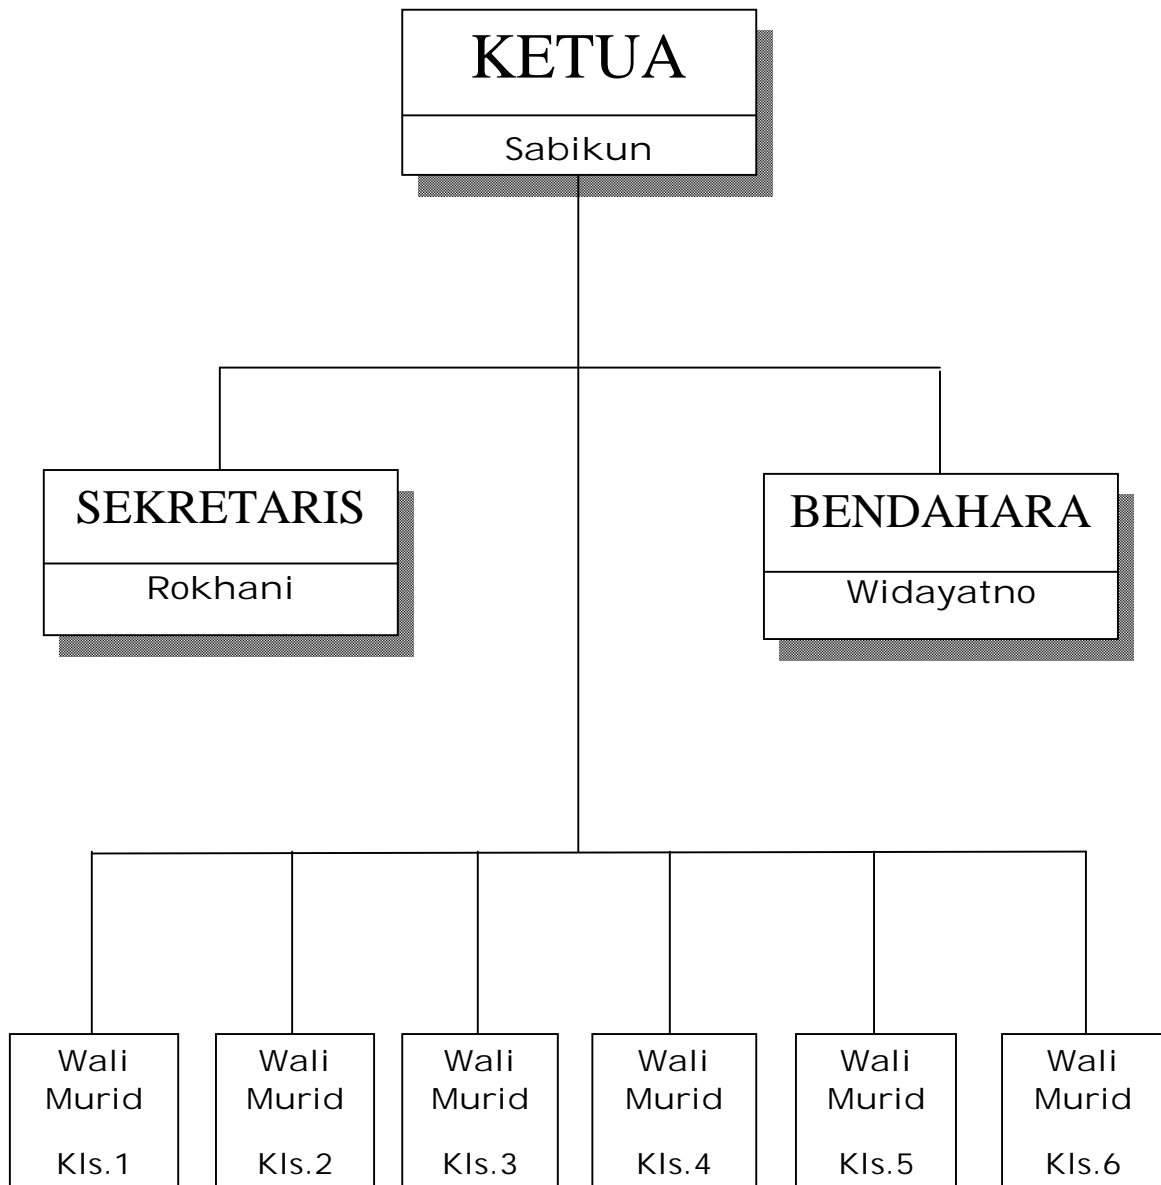 KETUA
Sabikun
SEKRETARIS
Rokhani
BENDAHARA
Widayatno
Wali
Murid
Kls.1
Wali
Murid
Kls.2
Wali
Murid
Kls.3
Wali
Murid
Kls.4
Wali
Murid
Kls.5
Wali
Murid
Kls.6